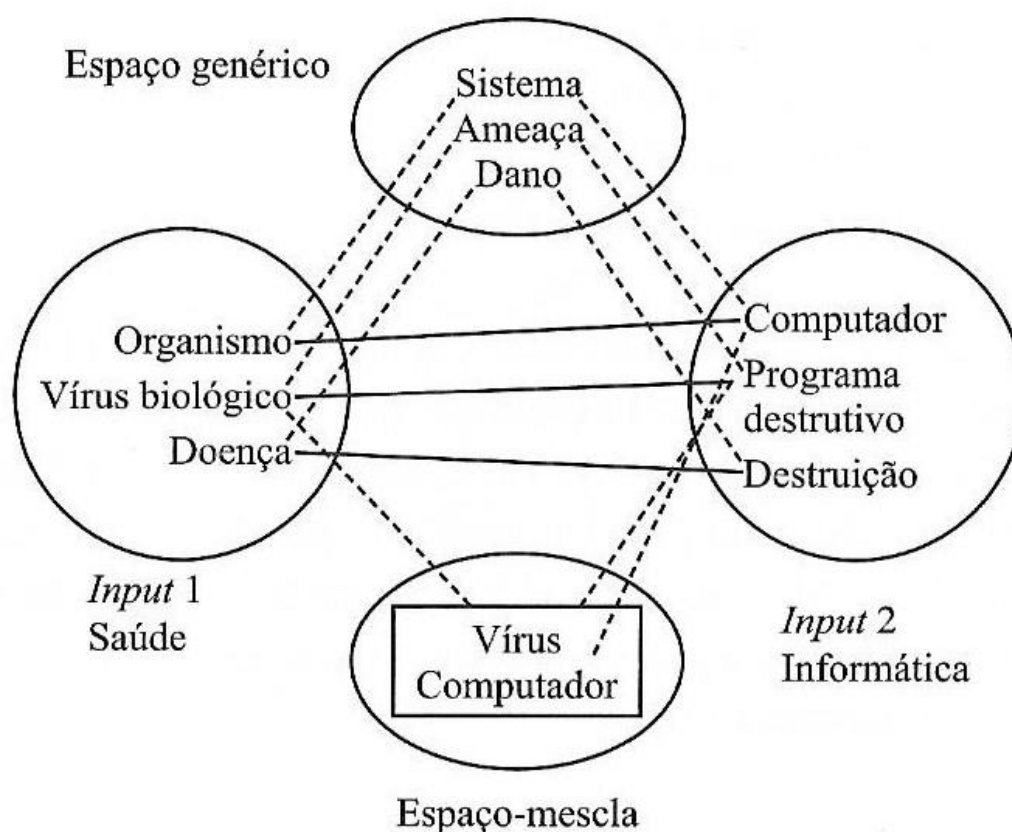 Espaço genérico
Sistema
Ameaça
Dano
Organismo
Vírus biológico
Doença
Computador
Programa
destrutivo
Destruição
Input 1
Saúde
Vírus
Computador
Input 2
Informática
Espaço-mescla